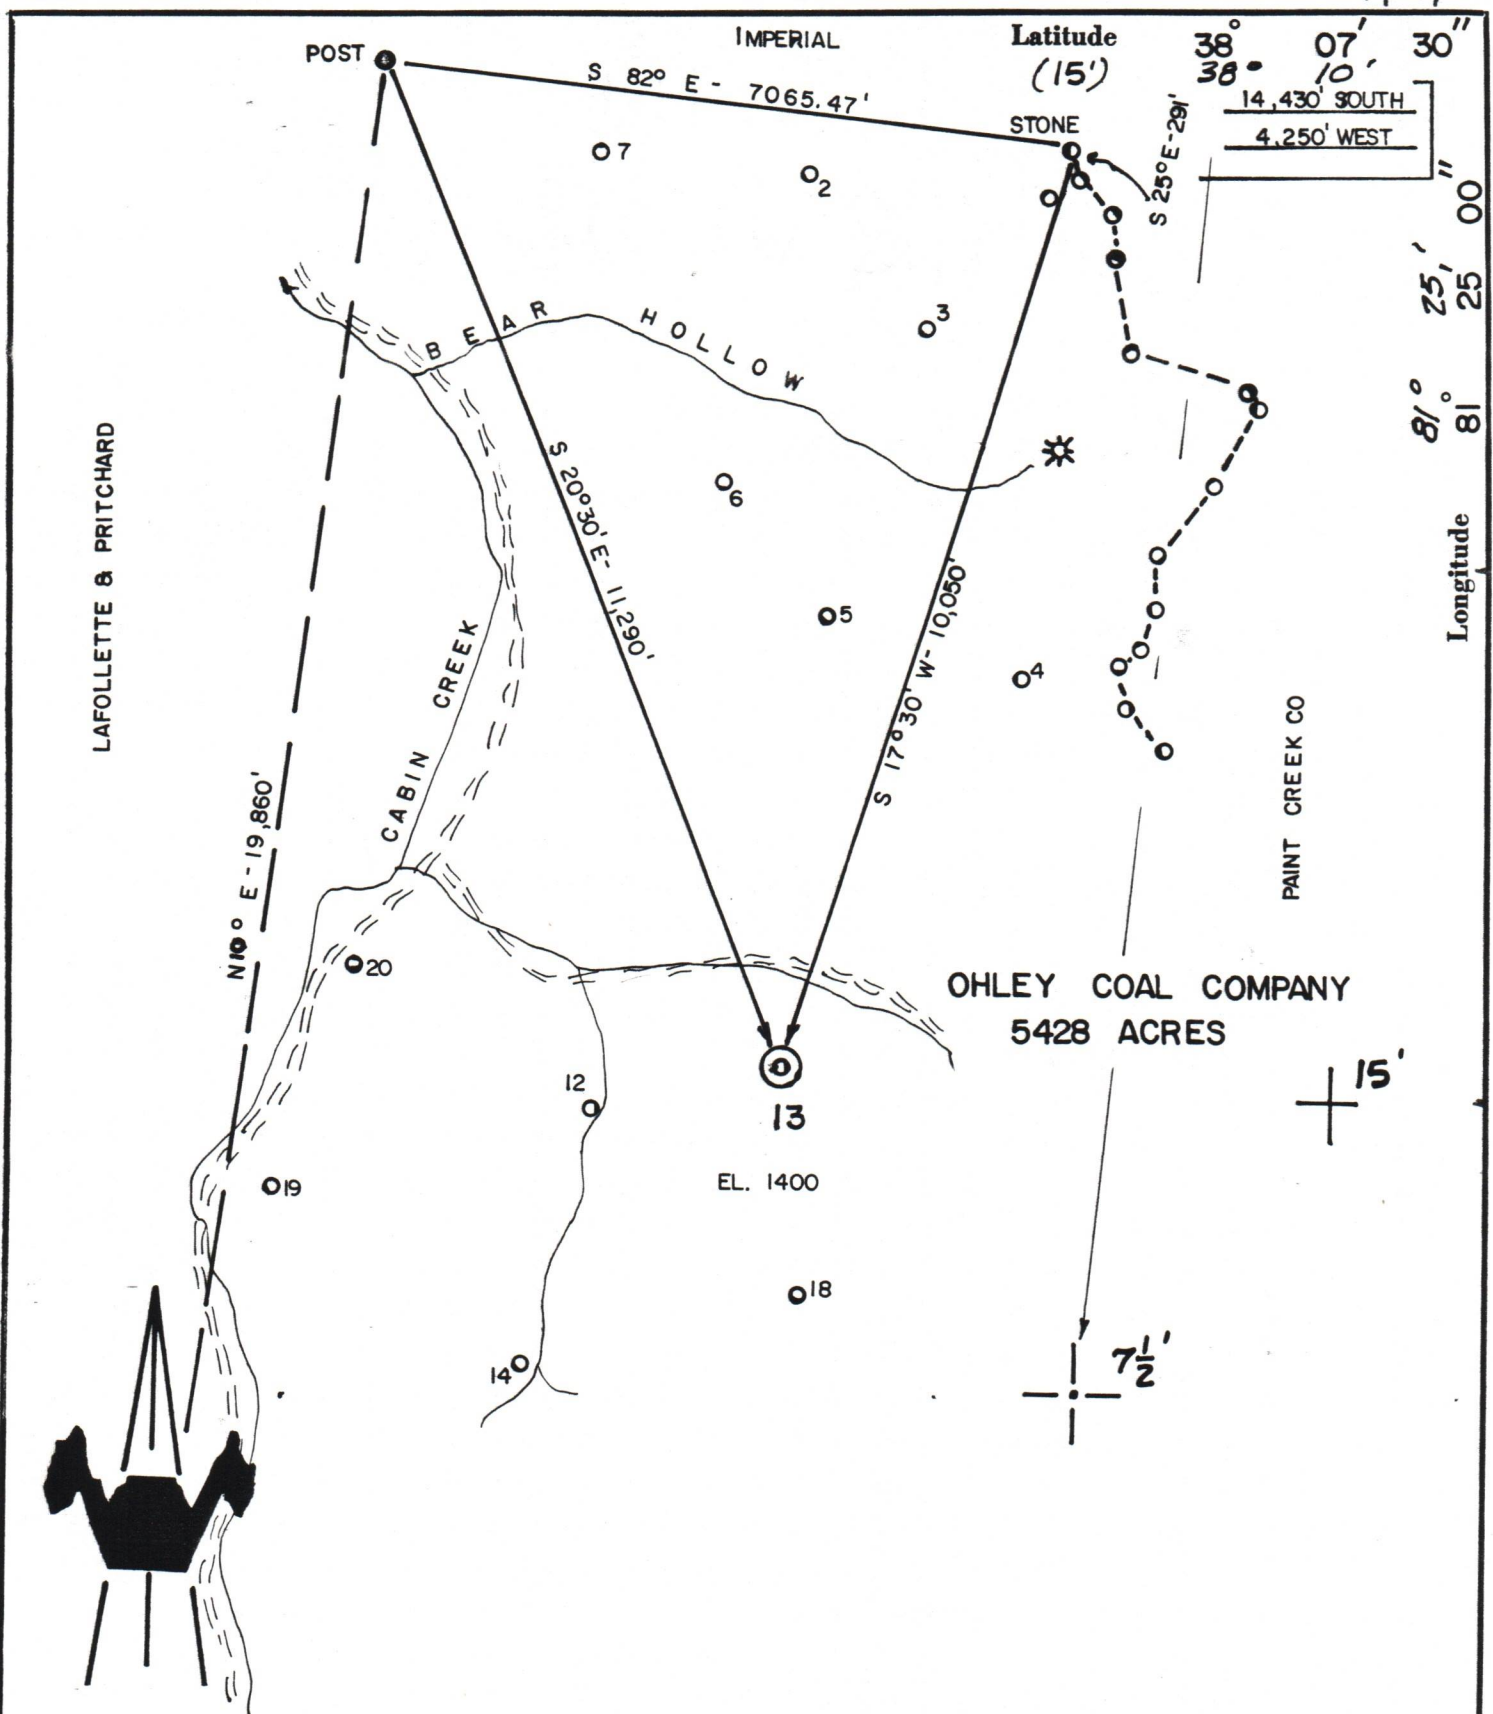 POST
IMPERIAL
Latitude
(15')
38° 07' 30"
38° 10'
S 82° E - 7065.47'
14,430' SOUTH
4,250' WEST
STONE
S 25° E - 291'
7
2
00"
25'
25'
81°
81°
Longitude
3
BEAR HOLLOW
LAFOLLETTE & PRITCHARD
6
S 20°30' E - 11,290'
5
S 17°30' W - 10,050'
4
CABIN CREEK
PAINT CREEK CO
N10° E - 19,860'
20
OHLEY COAL COMPANY
5428 ACRES
15'
12
13
EL. 1400
19
18
14
7 1/2'